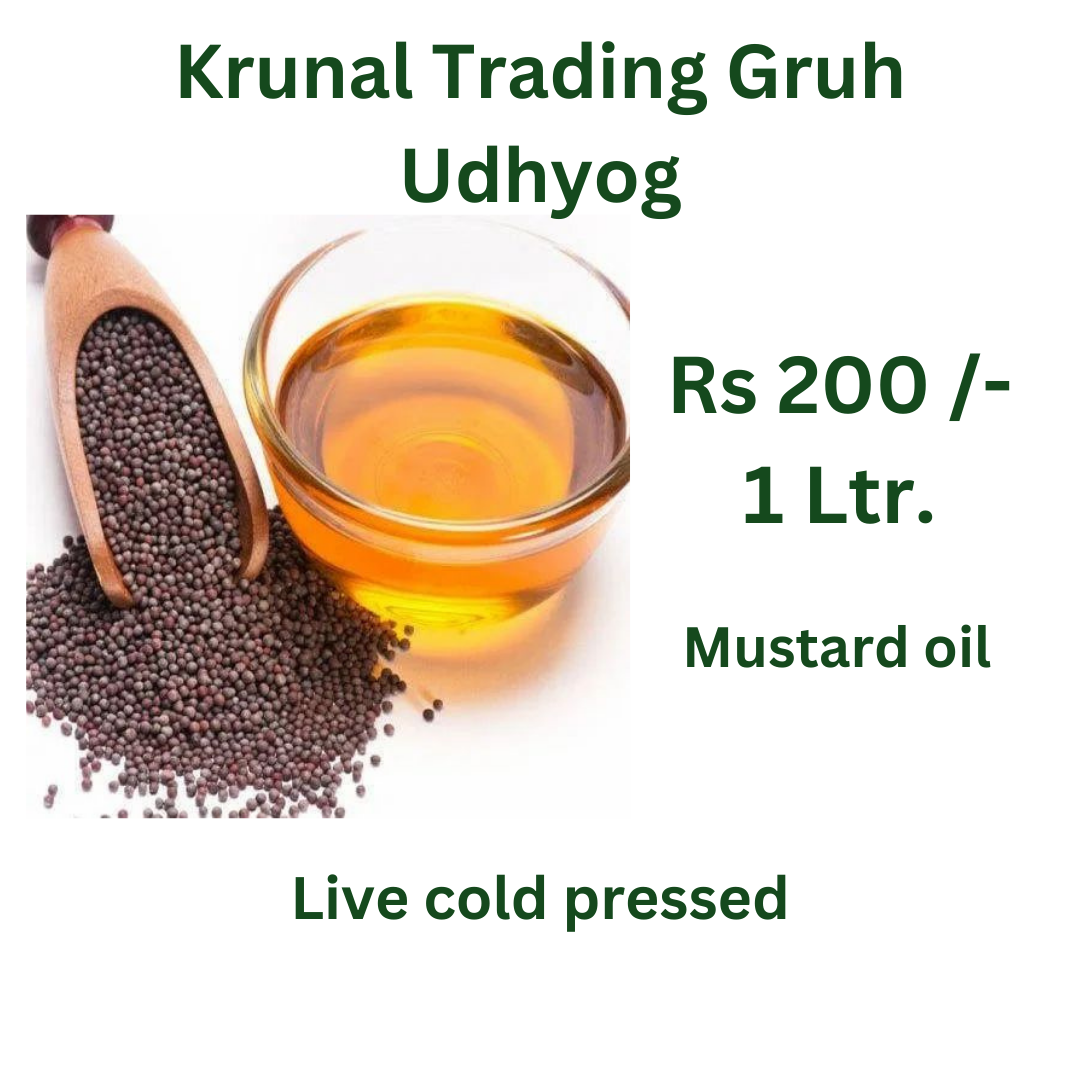 Krunal Trading Gruh
Udhyog
Rs 200 /-
1 Ltr.
Mustard oil
Live cold pressed